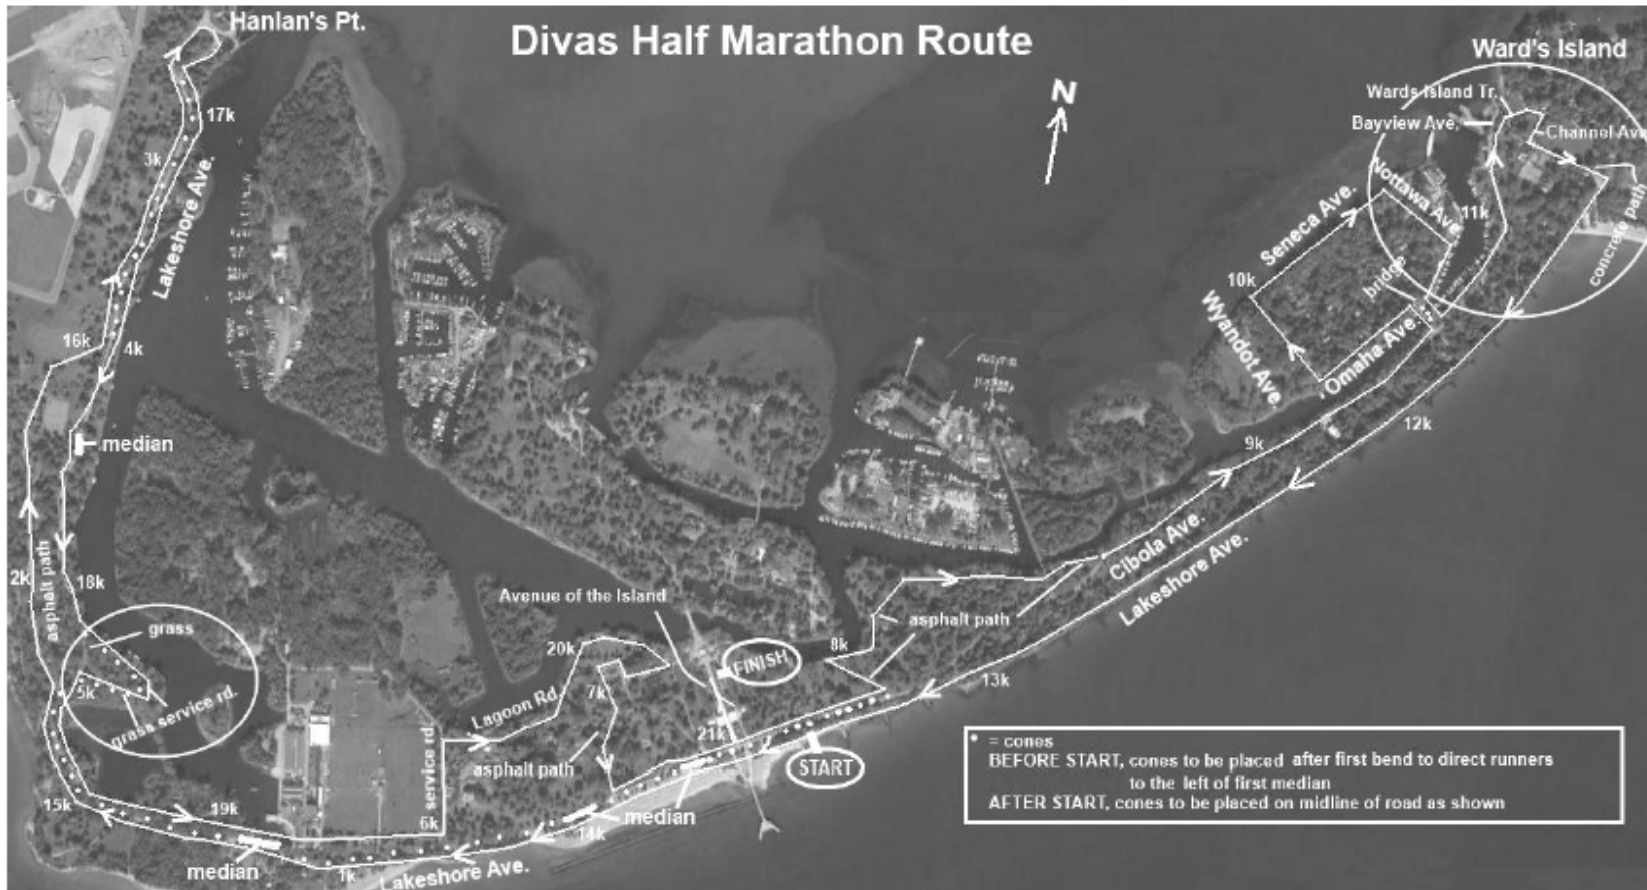 Divas Half Marathon Route
Hanlan's Pt.
Ward's Island
N
Wards Island Tr.
Bayview Ave.
Channel Ave
17k
3k
Lakeshore Ave.
Seneca Ave.
Nottawa Ave.
11k
concrete path
10k
bridge
Wyandot Ave.
Omaha Ave.
16k
4k
12k
median
9k
Cibola Ave.
Lakeshore Ave.
asphalt path
2k
18k
grass
Avenue of the Island
asphalt path
20k
8k
FINISH
5k
grass service rd.
7k
13k
Lagoon Rd.
service rd.
21k
asphalt path
START
15k
19k
6k
14k
median
median
1k
Lakeshore Ave.
= cones
BEFORE START, cones to be placed after first bend to direct runners
to the left of first median
AFTER START, cones to be placed on midline of road as shown